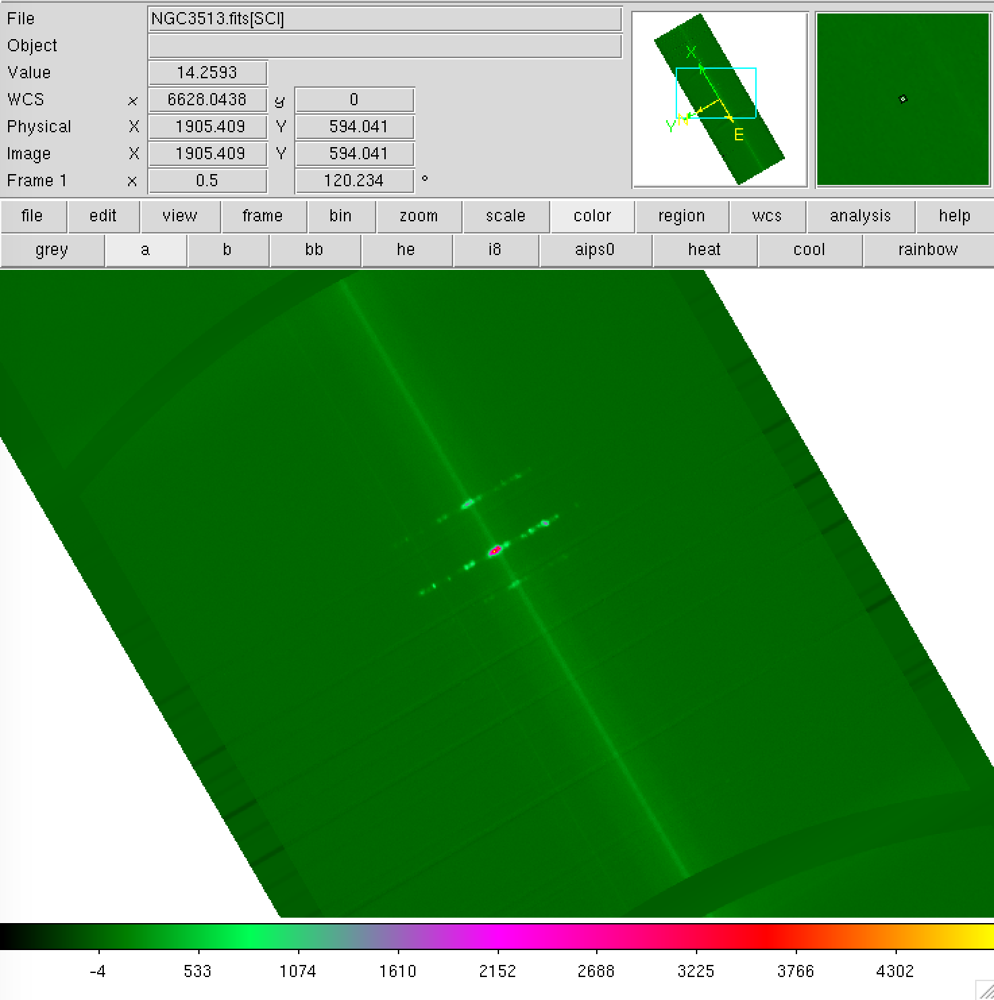 File NGC3513.fits[SCI]
Object
Value 14.2593
WCS x 6628.0438 y 0
Physical X 1905.409 Y 594.041
Image X 1905.409 Y 594.041
Frame 1 x 0.5 120.234 °
X
Y N
E
file edit view frame bin zoom scale color region wcs analysis help
grey a b bb he i8 aips0 heat cool rainbow
-4 533 1074 1610 2152 2688 3225 3766 4302